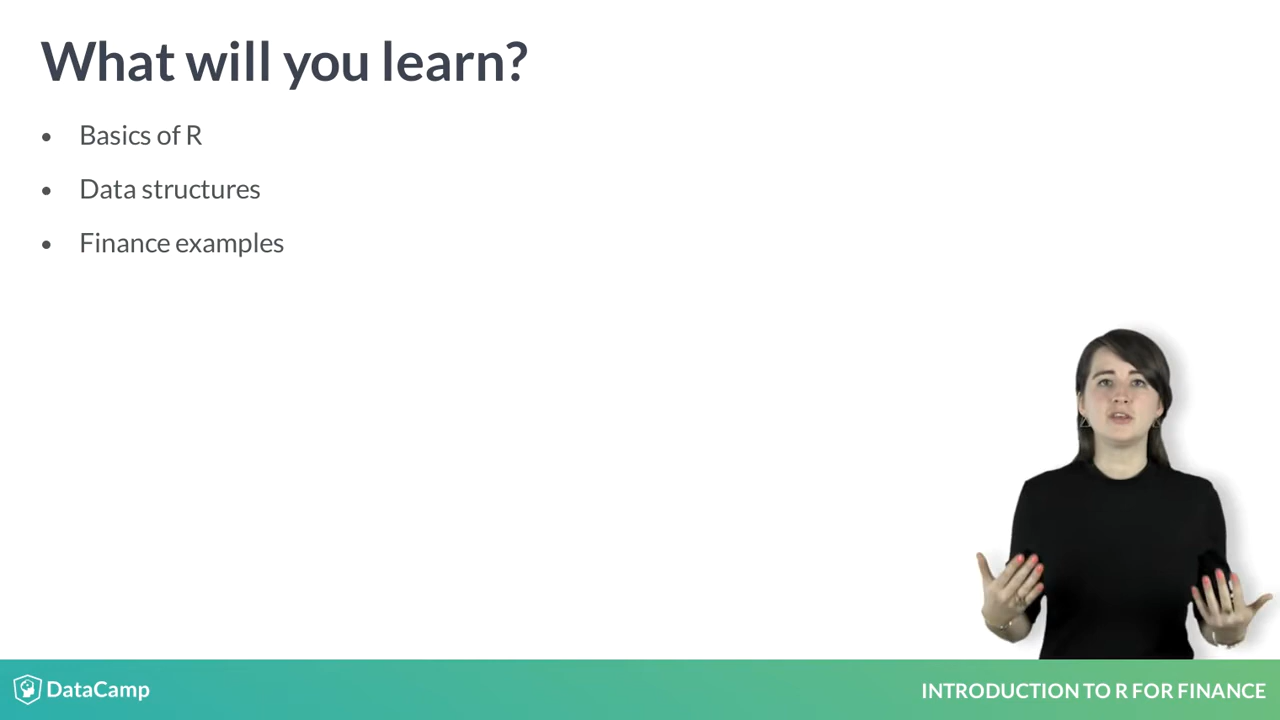 What will you learn?
• Basics of R
• Data structures
• Finance examples
DataCamp
INTRODUCTION TO R FOR FINANCE